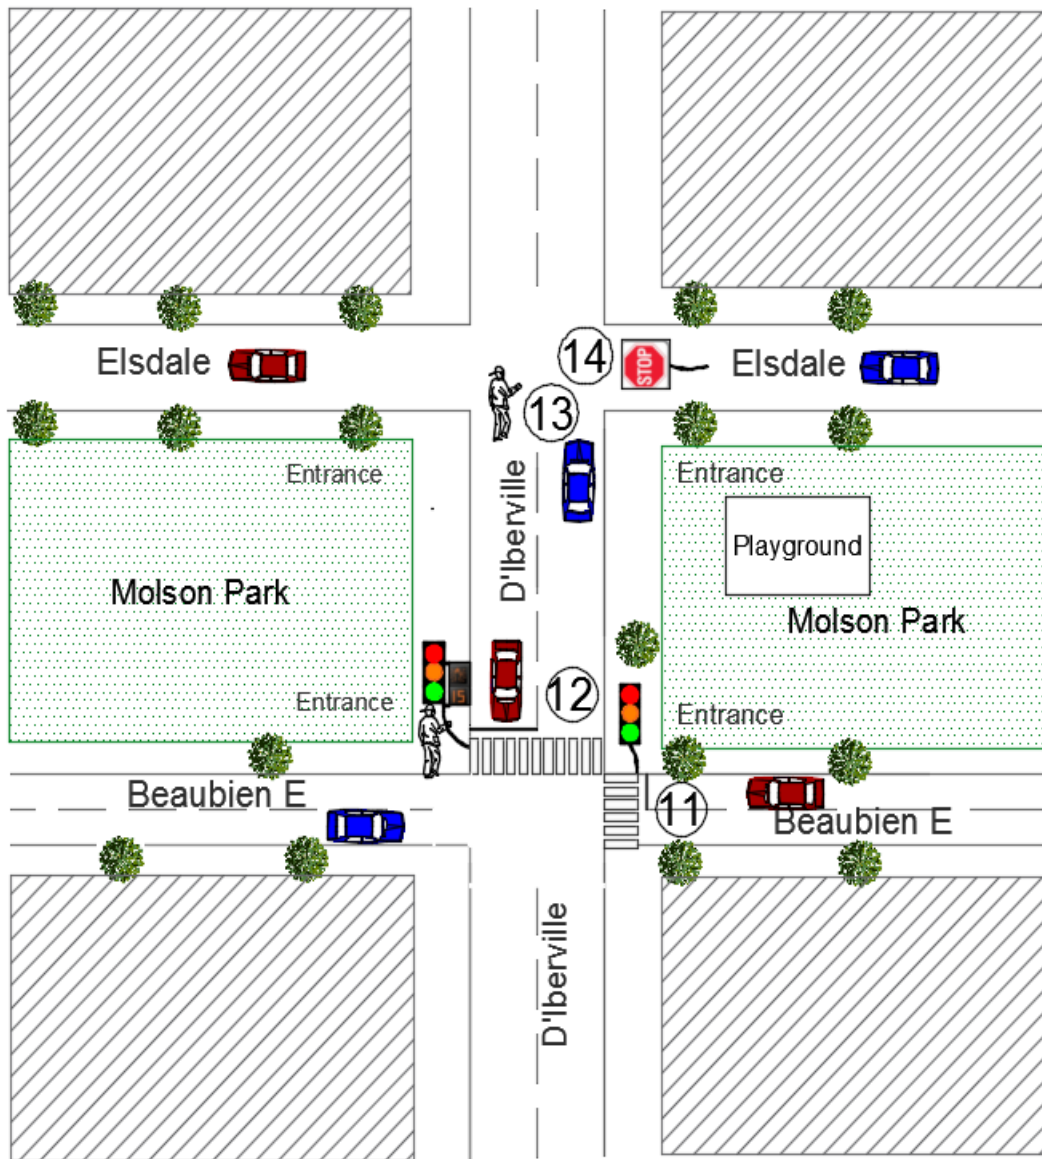 14
STOP
Elsdale
Elsdale
13
Entrance
Entrance
D'Iberville
Playground
Molson Park
Molson Park
12
15
Entrance
Entrance
Beaubien E
11
Beaubien E
D'Iberville